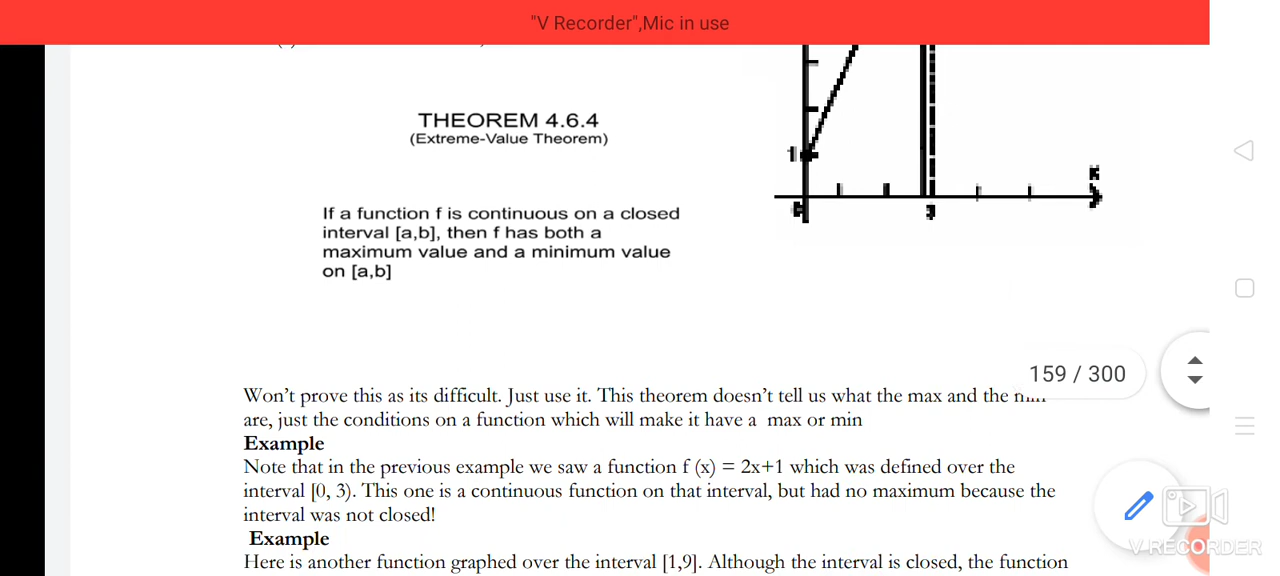 "V Recorder",Mic in use
THEOREM 4.6.4
(Extreme-Value Theorem)
1
3
x
If a function f is continuous on a closed
interval [a,b], then f has both a
maximum value and a minimum value
on [a,b]
159 / 300
Won't prove this as its difficult. Just use it. This theorem doesn't tell us what the max and the min
are, just the conditions on a function which will make it have a max or min
Example
Note that in the previous example we saw a function f (x) = 2x+1 which was defined over the
interval [0, 3). This one is a continuous function on that interval, but had no maximum because the
interval was not closed!
Example
Here is another function graphed over the interval [1,9]. Although the interval is closed, the function
V RECORDER